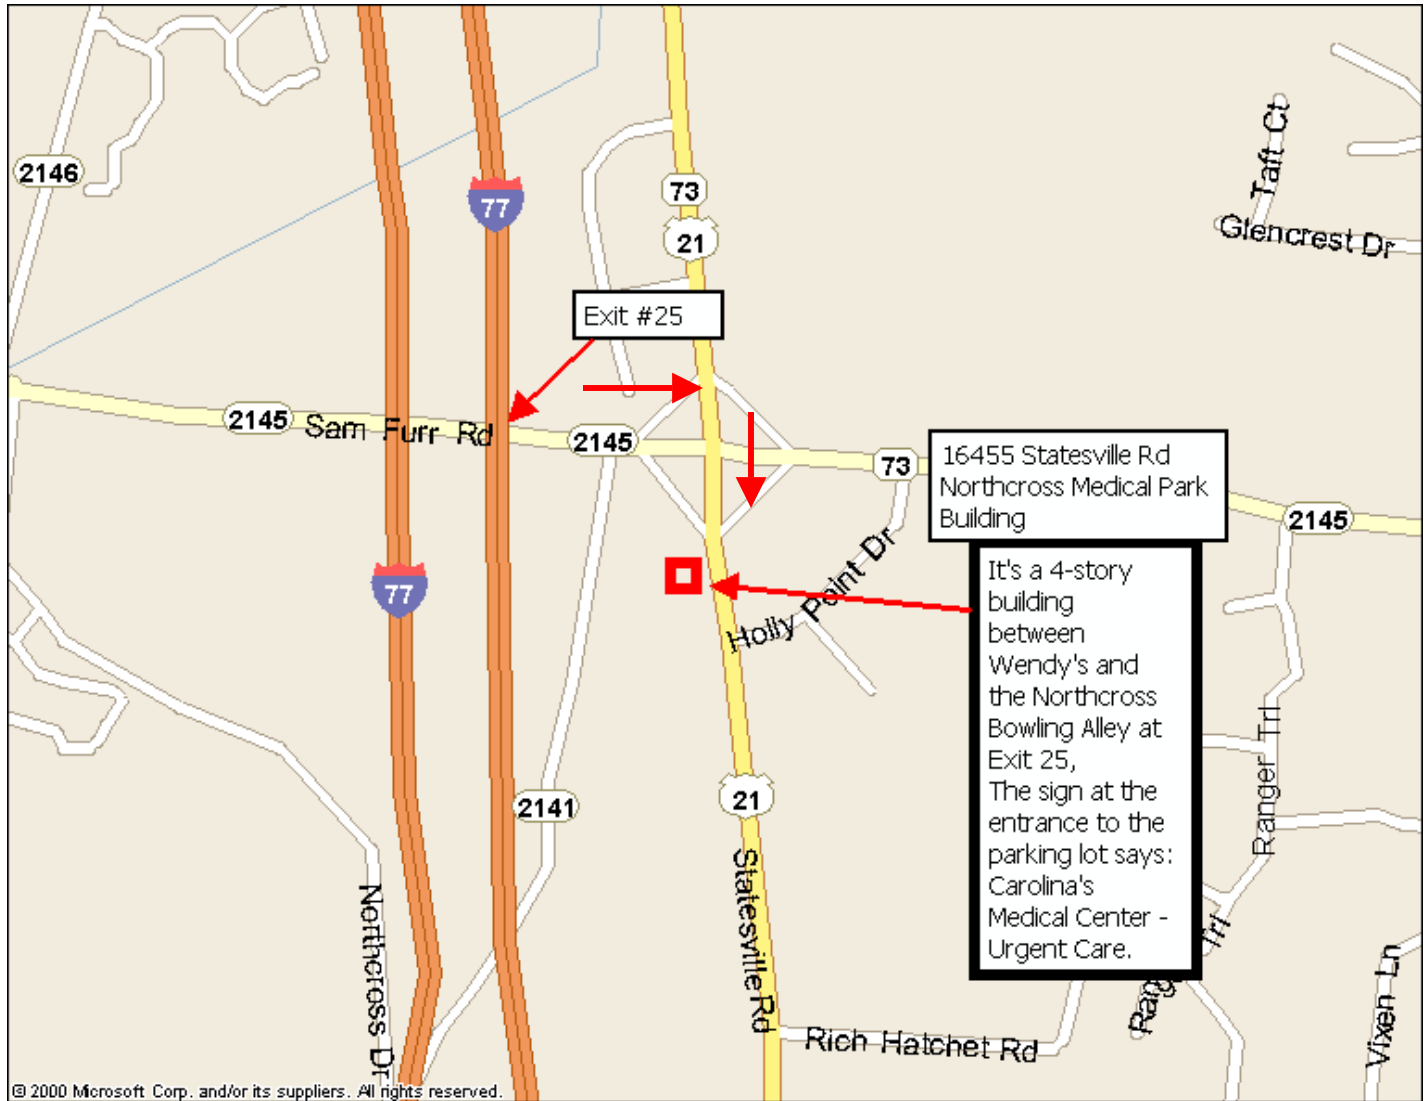 2146
77
73
21
Taft Ct
Glencrest Dr
Exit #25
2145
Sam Furr Rd
2145
73
2145
16455 Statesville Rd
Northcross Medical Park
Building
77
Holly Point Dr
It's a 4-story
building
between
Wendy's and
the Northcross
Bowling Alley at
Exit 25,
The sign at the
entrance to the
parking lot says:
Carolina's
Medical Center -
Urgent Care.
Ranger Trl
21
2141
Statesville Rd
Northcross Dr
Ranger Trl
Vixen Ln
Rich Hatchet Rd
© 2000 Microsoft Corp. and/or its suppliers. All rights reserved.